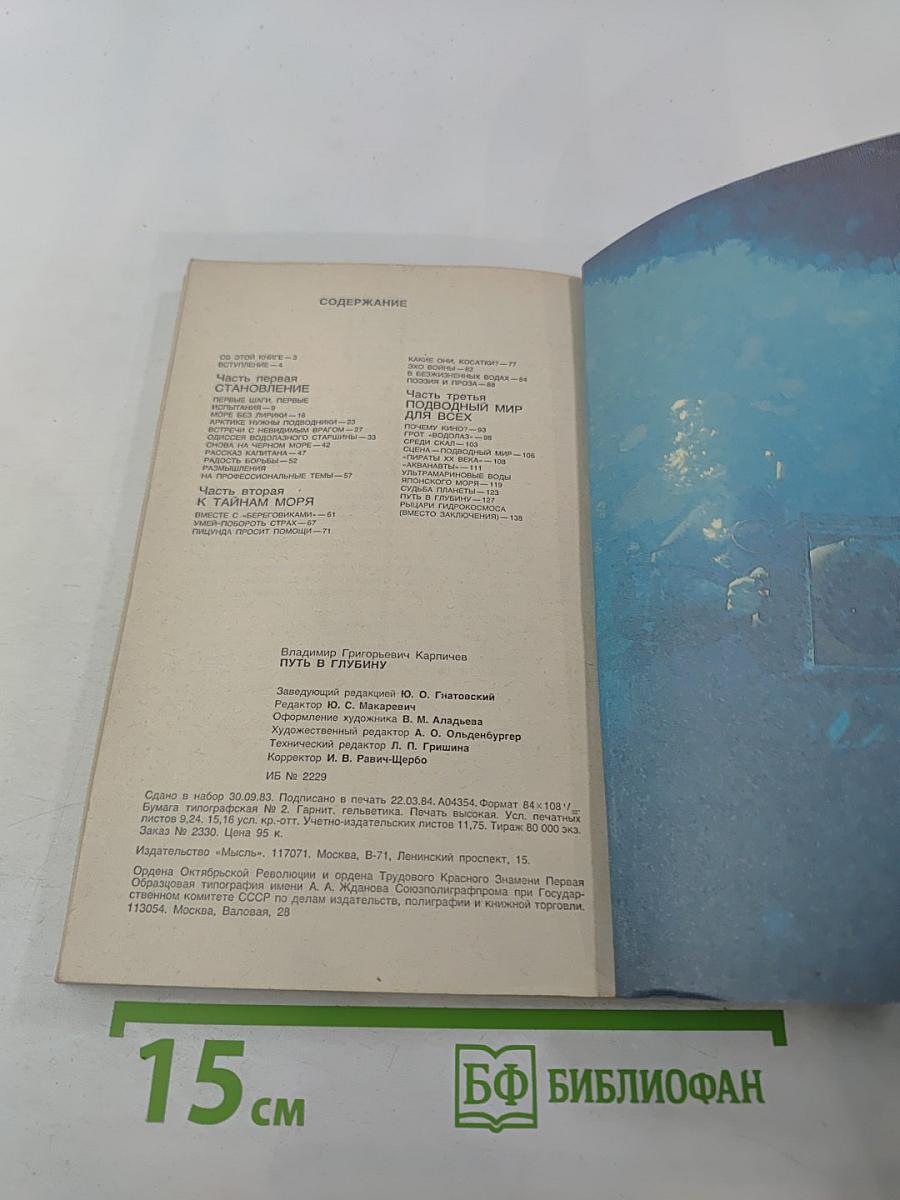 СОДЕРЖАНИЕ
ОБ ЭТОЙ КНИГЕ — 3
ВСТУПЛЕНИЕ — 4
Часть первая
СТАНОВЛЕНИЕ
ПЕРВЫЕ ШАГИ, ПЕРВЫЕ
ИСПЫТАНИЯ — 9
МОРЕ БЕЗ ЛИРИКИ — 16
АРКТИКЕ НУЖНЫ ПОДВОДНИКИ — 23
ВСТРЕЧИ С НЕВИДИМЫМ ВРАГОМ — 27
ОДИССЕЯ ВОДОЛАЗНОГО СТАРШИНЫ — 33
СНОВА НА ЧЕРНОМ МОРЕ — 42
РАССКАЗ КАПИТАНА — 47
РАДОСТЬ БОРЬБЫ — 52
РАЗМЫШЛЕНИЯ
НА ПРОФЕССИОНАЛЬНЫЕ ТЕМЫ — 57
Часть вторая
К ТАЙНАМ МОРЯ
ВМЕСТЕ С «БЕРЕГОВИКАМИ» — 61
УМЕЙ ПОБОРОТЬ СТРАХ — 67
ПИЦУНДА ПРОСИТ ПОМОЩИ — 71
КАКИЕ ОНИ, КОСАТКИ? — 77
ЭХО ВОЙНЫ — 82
В БЕЗЖИЗНЕННЫХ ВОДАХ — 84
ПОЭЗИЯ И ПРОЗА — 88
Часть третья
ПОДВОДНЫЙ МИР
ДЛЯ ВСЕХ
ПОЧЕМУ КИНО? — 93
ГРОТ «ВОДОЛАЗ» — 98
СРЕДИ СКАЛ — 103
СЦЕНА — ПОДВОДНЫЙ МИР — 106
«ПИРАТЫ XX ВЕКА» — 108
«АКВАНАВТЫ» — 111
УЛЬТРАМАРИНОВЫЕ ВОДЫ
ЯПОНСКОГО МОРЯ — 119
СУДЬБА ПЛАНЕТЫ — 123
ПУТЬ В ГЛУБИНУ — 127
РЫЦАРИ ГИДРОКОСМОСА
(ВМЕСТО ЗАКЛЮЧЕНИЯ) — 138
Владимир Григорьевич Карпичев
ПУТЬ В ГЛУБИНУ
Заведующий редакцией Ю. О. Гнатовский
Редактор Ю. С. Макаревич
Оформление художника В. М. Аладьева
Художественный редактор А. О. Ольденбургер
Технический редактор Л. П. Гришина
Корректор И. В. Равич-Щербо
ИБ № 2229
Сдано в набор 30.09.83. Подписано в печать 22.03.84. А04354. Формат 84×108 1/
Бумага типографская № 2. Гарнит. гельветика. Печать высокая. Усл. печатных
листов 9,24. 15,16 усл. кр.-отт. Учетно-издательских листов 11,75. Тираж 80 000 экз.
Заказ № 2330. Цена 95 к.
Издательство «Мысль». 117071. Москва, В-71, Ленинский проспект, 15.
Ордена Октябрьской Революции и ордена Трудового Красного Знамени Первая
Образцовая типография имени А. А. Жданова Союзполиграфпрома при Государ-
ственном комитете СССР по делам издательств, полиграфии и книжной торговли.
113054. Москва, Валовая, 28
15 см
БФ БИБЛИОФАН